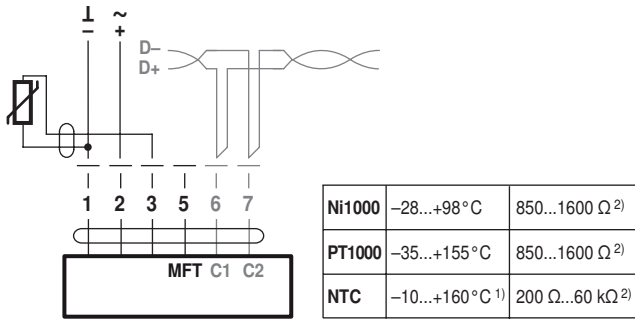 ⊥ ~
– +
D–
D+
1 2 3 5 6 7
MFT C1 C2
Ni1000 –28...+98°C 850...1600 Ω 2)
PT1000 –35...+155°C 850...1600 Ω 2)
NTC –10...+160°C 1) 200 Ω...60 kΩ 2)